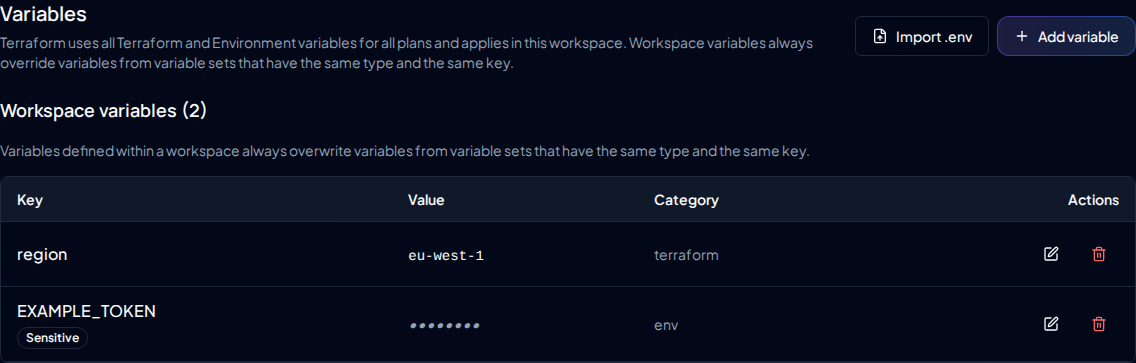 Variables
Terraform uses all Terraform and Environment variables for all plans and applies in this workspace. Workspace variables always
override variables from variable sets that have the same type and the same key.
Import .env
Add variable
Workspace variables (2)
Variables defined within a workspace always overwrite variables from variable sets that have the same type and the same key.
Key Value Category Actions
region eu-west-1 terraform
EXAMPLE_TOKEN •••••••• env
Sensitive